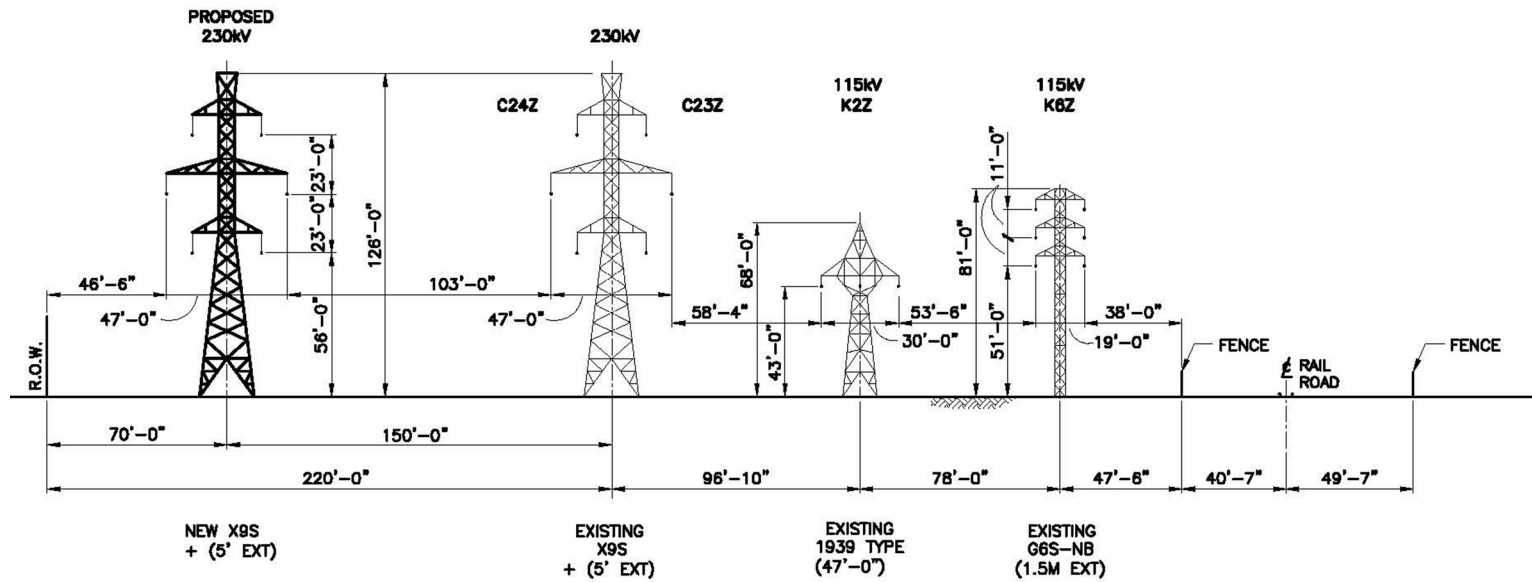 PROPOSED
230kV
230kV
C24Z
C23Z
115kV
K2Z
115kV
K6Z
23'-0"
23'-0"
56'-0"
126'-0"
68'-0"
43'-0"
81'-0"
51'-0"
11'-0"
46'-6"
47'-0"
103'-0"
47'-0"
58'-4"
30'-0"
53'-6"
19'-0"
38'-0"
R.O.W.
FENCE
℄ RAIL
ROAD
FENCE
70'-0"
150'-0"
220'-0"
96'-10"
78'-0"
47'-6"
40'-7"
49'-7"
NEW X9S
+ (5' EXT)
EXISTING
X9S
+ (5' EXT)
EXISTING
1939 TYPE
(47'-0")
EXISTING
G6S-NB
(1.5M EXT)